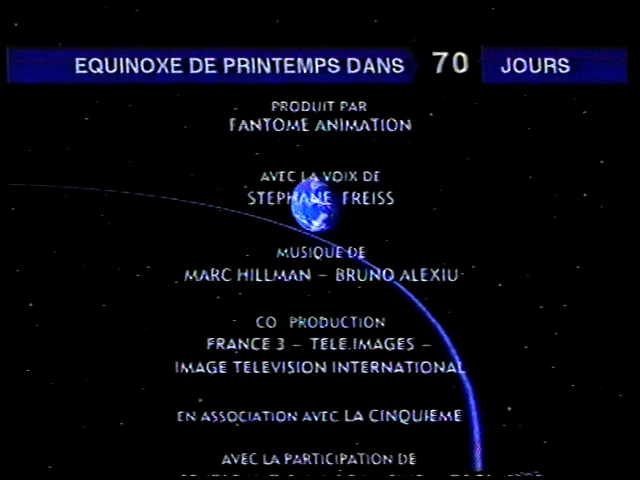 EQUINOXE DE PRINTEMPS DANS 70 JOURS
PRODUIT PAR
FANTOME ANIMATION
AVEC LA VOIX DE
STEPHANE FREISS
MUSIQUE DE
MARC HILLMAN – BRUNO ALEXIU
CO PRODUCTION
FRANCE 3 – TELE.IMAGES –
IMAGE TELEVISION INTERNATIONAL
EN ASSOCIATION AVEC LA CINQUIEME
AVEC LA PARTICIPATION DE